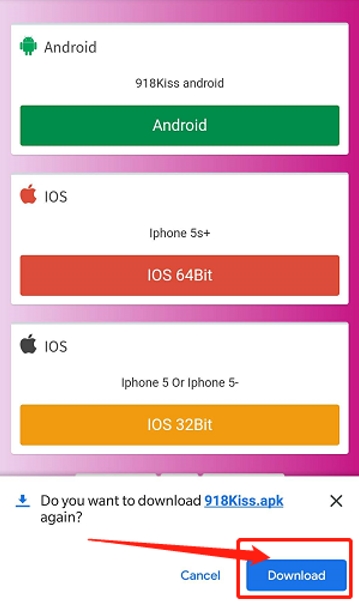 Android
918Kiss android
Android
IOS
Iphone 5s+
IOS 64Bit
IOS
Iphone 5 Or Iphone 5-
IOS 32Bit
Do you want to download 918Kiss.apk
again?
Cancel
Download